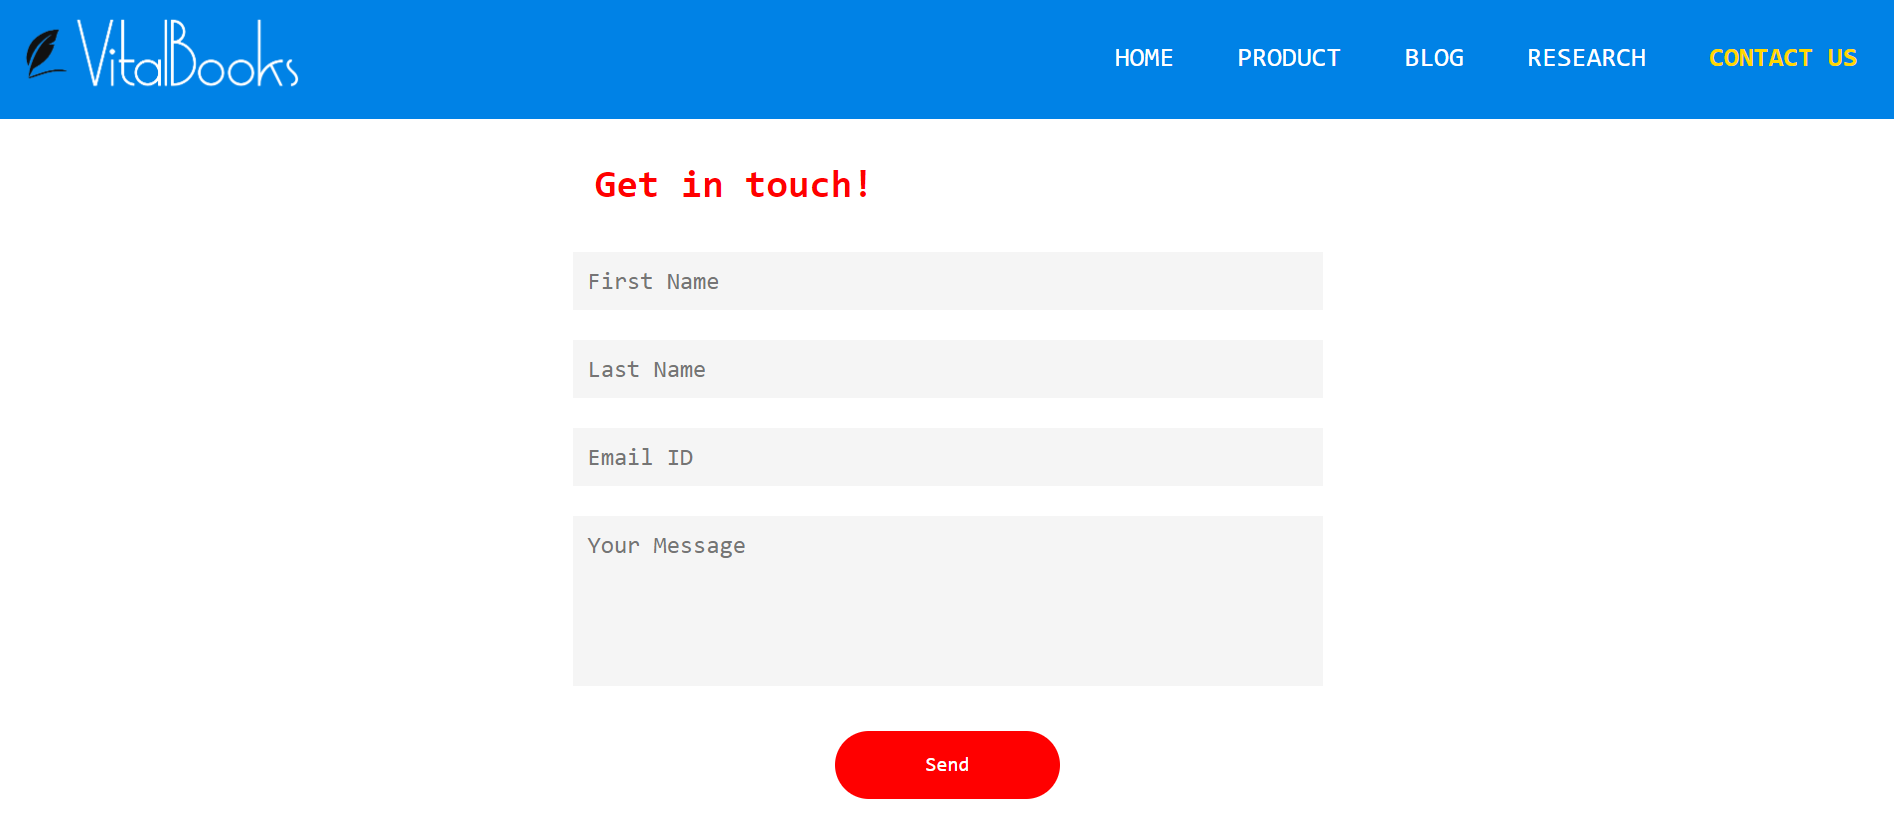 VitalBooks
HOME PRODUCT BLOG RESEARCH CONTACT US
Get in touch!
First Name
Last Name
Email ID
Your Message
Send